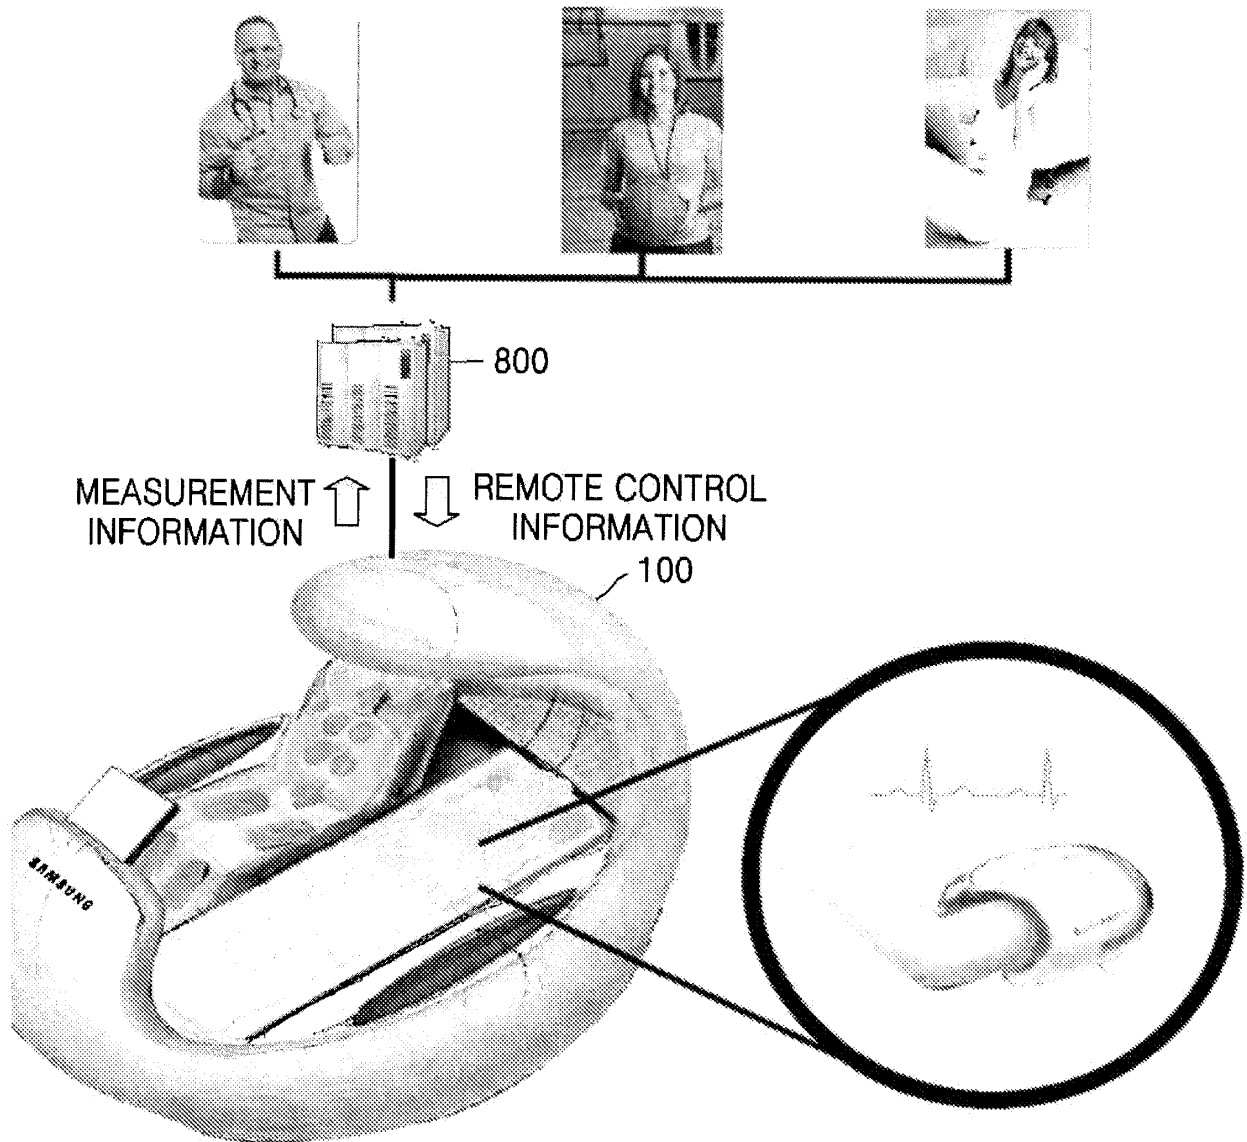 800
MEASUREMENT
INFORMATION
REMOTE CONTROL
INFORMATION
100
SAMSUNG